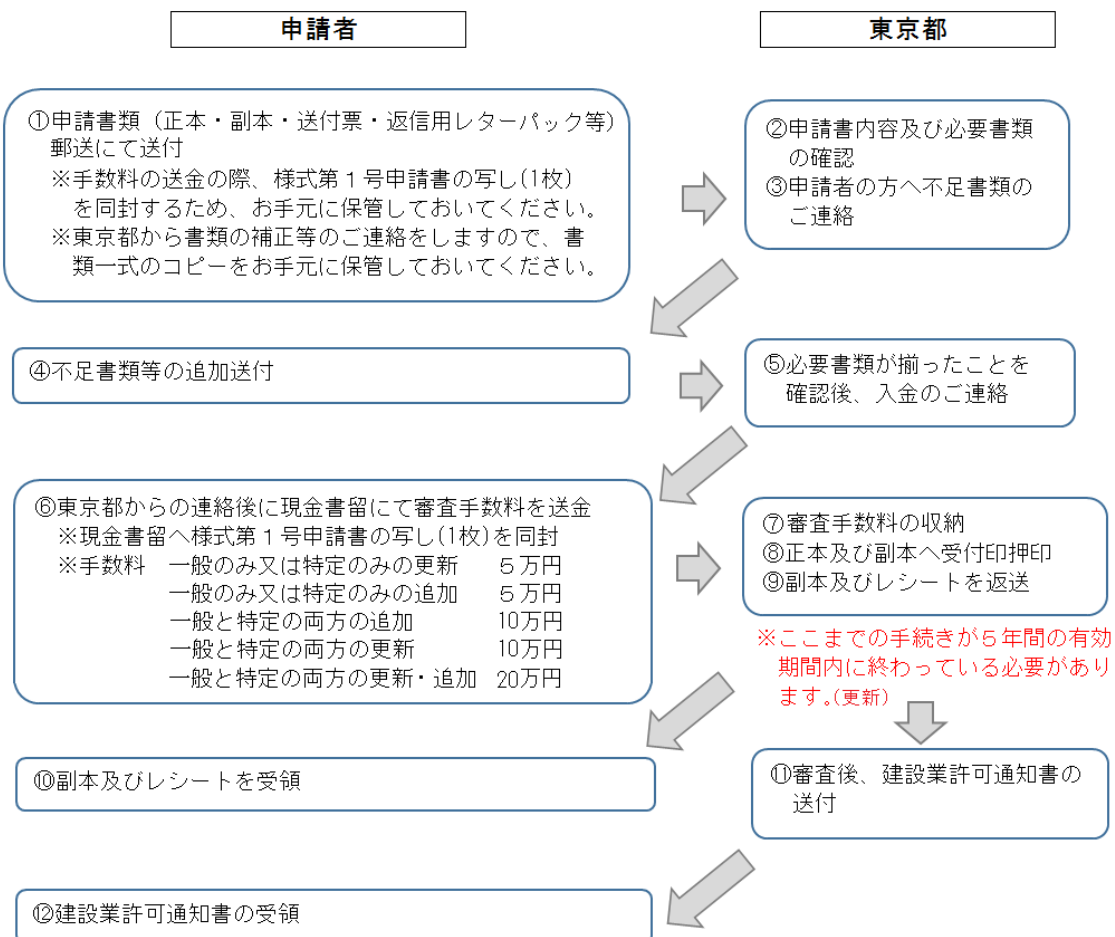 申請者
東京都
①申請書類（正本・副本・送付票・返信用レターパック等）
郵送にて送付
※手数料の送金の際、様式第１号申請書の写し(1枚)
を同封するため、お手元に保管しておいてください。
※東京都から書類の補正等のご連絡をしますので、書
類一式のコピーをお手元に保管しておいてください。
②申請書内容及び必要書類
の確認
③申請者の方へ不足書類の
ご連絡
④不足書類等の追加送付
⑤必要書類が揃ったことを
確認後、入金のご連絡
⑥東京都からの連絡後に現金書留にて審査手数料を送金
※現金書留へ様式第１号申請書の写し(1枚)を同封
※手数料　一般のみ又は特定のみの更新　５万円
一般のみ又は特定のみの追加　５万円
一般と特定の両方の追加　10万円
一般と特定の両方の更新　10万円
一般と特定の両方の更新・追加　20万円
⑦審査手数料の収納
⑧正本及び副本へ受付印押印
⑨副本及びレシートを返送
※ここまでの手続きが５年間の有効
期間内に終わっている必要があり
ます。(更新)
⑩副本及びレシートを受領
⑪審査後、建設業許可通知書の
送付
⑫建設業許可通知書の受領